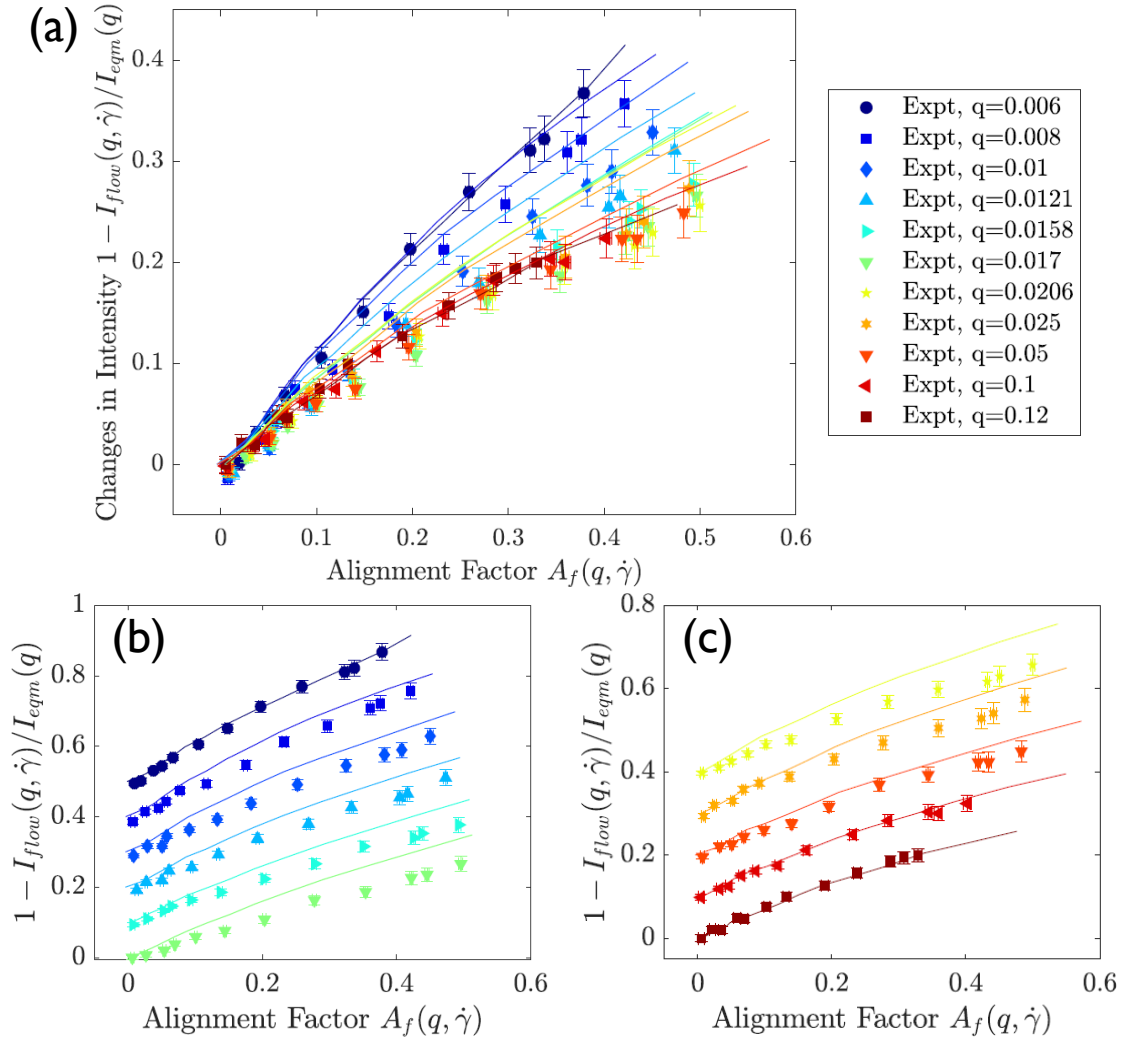 (a)
Changes in Intensity 1 − I_flow(q, γ̇)/I_eqm(q)
0.4
0.3
0.2
0.1
0
0
0.1
0.2
0.3
0.4
0.5
0.6
Alignment Factor A_f(q, γ̇)
Expt, q=0.006
Expt, q=0.008
Expt, q=0.01
Expt, q=0.0121
Expt, q=0.0158
Expt, q=0.017
Expt, q=0.0206
Expt, q=0.025
Expt, q=0.05
Expt, q=0.1
Expt, q=0.12
(b)
1 − I_flow(q, γ̇)/I_eqm(q)
1
0.8
0.6
0.4
0.2
0
0
0.2
0.4
0.6
Alignment Factor A_f(q, γ̇)
(c)
1 − I_flow(q, γ̇)/I_eqm(q)
0.8
0.6
0.4
0.2
0
0
0.2
0.4
0.6
Alignment Factor A_f(q, γ̇)